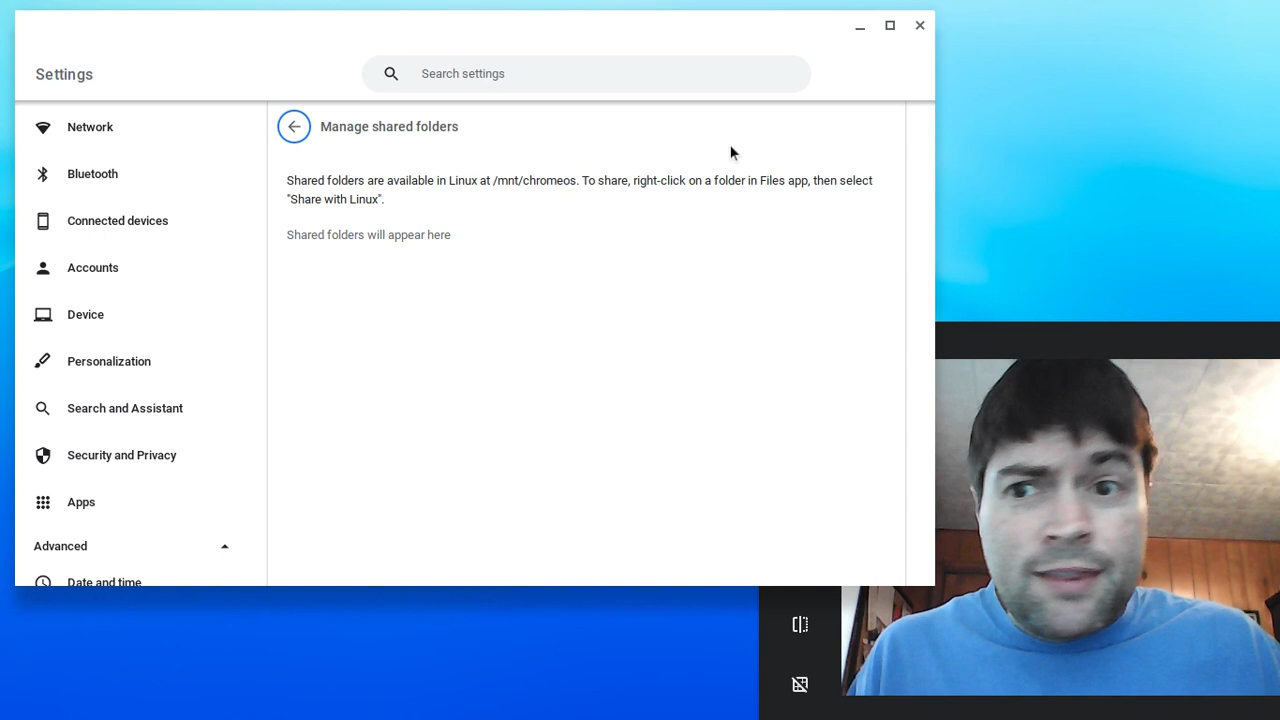 Settings
Search settings
Network
Bluetooth
Connected devices
Accounts
Device
Personalization
Search and Assistant
Security and Privacy
Apps
Advanced
Date and time
Manage shared folders
Shared folders are available in Linux at /mnt/chromeos. To share, right-click on a folder in Files app, then select
"Share with Linux".
Shared folders will appear here